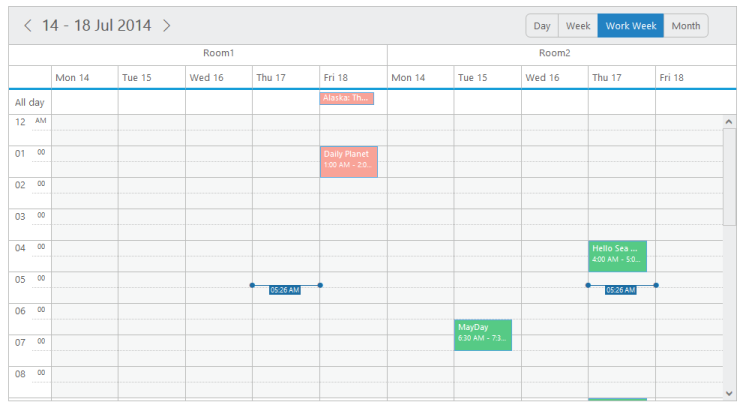 14 - 18 Jul 2014
Day Week Work Week Month
Room1 Room2
Mon 14 Tue 15 Wed 16 Thu 17 Fri 18 Mon 14 Tue 15 Wed 16 Thu 17 Fri 18
All day
Alaska: Th...
12 AM
01 00
Daily Planet
1:00 AM - 2:0...
02 00
03 00
04 00
Hello Sea ...
4:00 AM - 5:0...
05 00
05:26 AM 05:26 AM
06 00
MayDay
6:30 AM - 7:3...
07 00
08 00